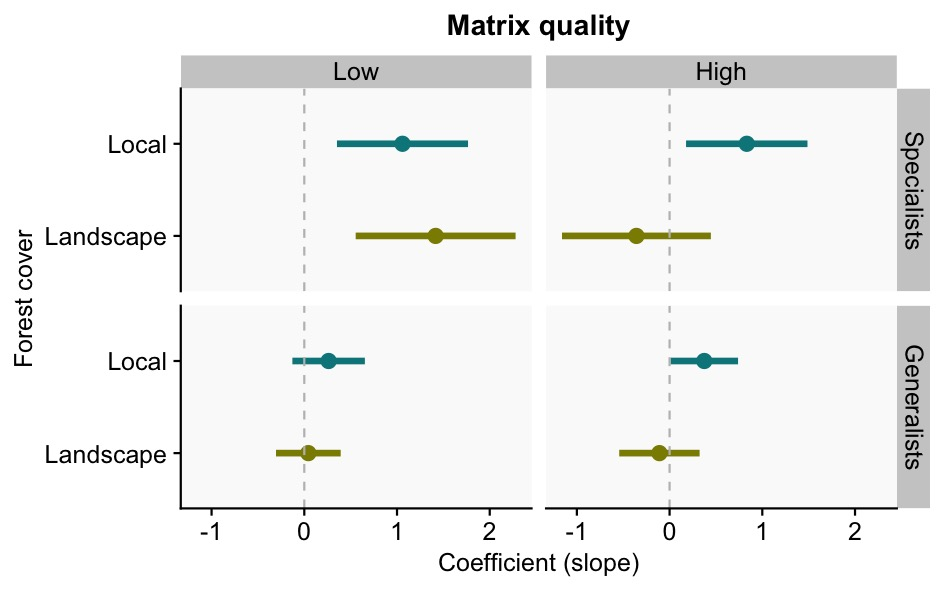 Matrix quality
Low
High
Local
Landscape
Specialists
Local
Landscape
Generalists
Forest cover
-1 0 1 2
-1 0 1 2
Coefficient (slope)